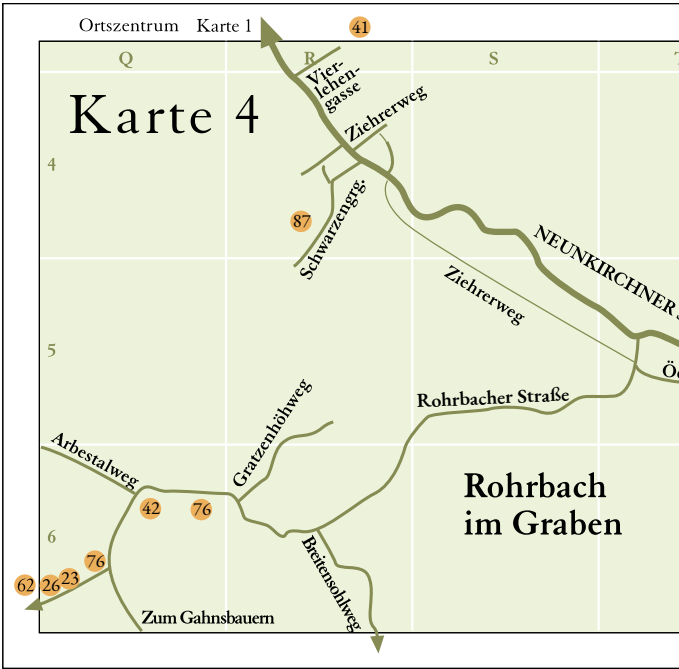 Ortszentrum Karte 1
41
Q
R
S
Karte 4
Vier-
lehen-
gasse
Ziehrerweg
4
87
Schwarzengrg.
NEUNKIRCHNER
Ziehrerweg
5
Rohrbacher Straße
Gratzenhöhweg
Arbestalweg
42
76
Rohrbach
im Graben
6
76
23
26
62
Breitensohlweg
Zum Gahnsbauern